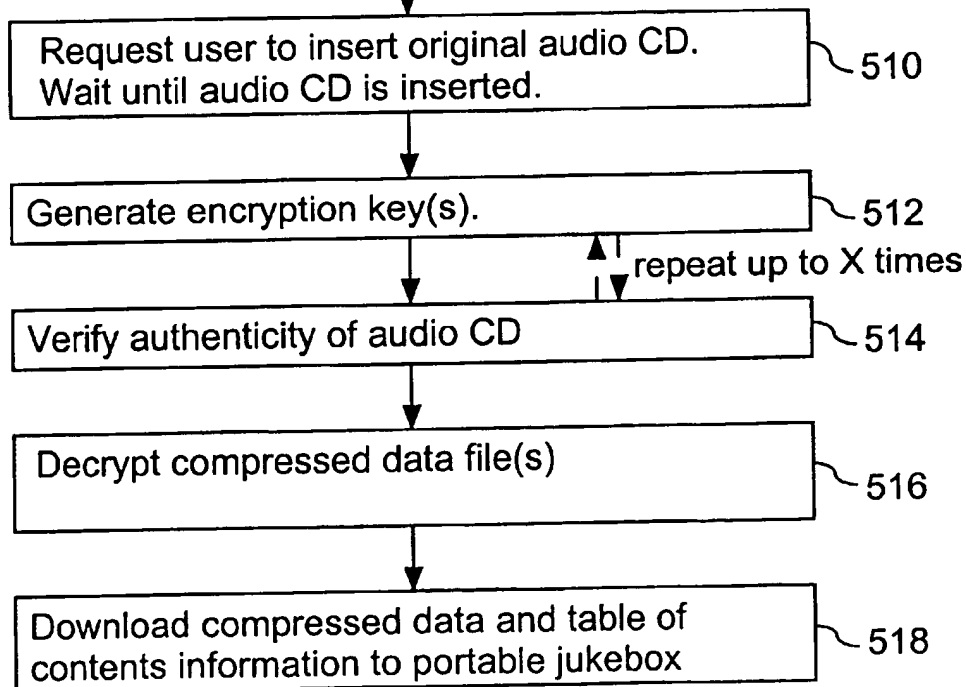 Request user to insert original audio CD.
Wait until audio CD is inserted.
510
Generate encryption key(s).
512
repeat up to X times
Verify authenticity of audio CD
514
Decrypt compressed data file(s)
516
Download compressed data and table of
contents information to portable jukebox
518